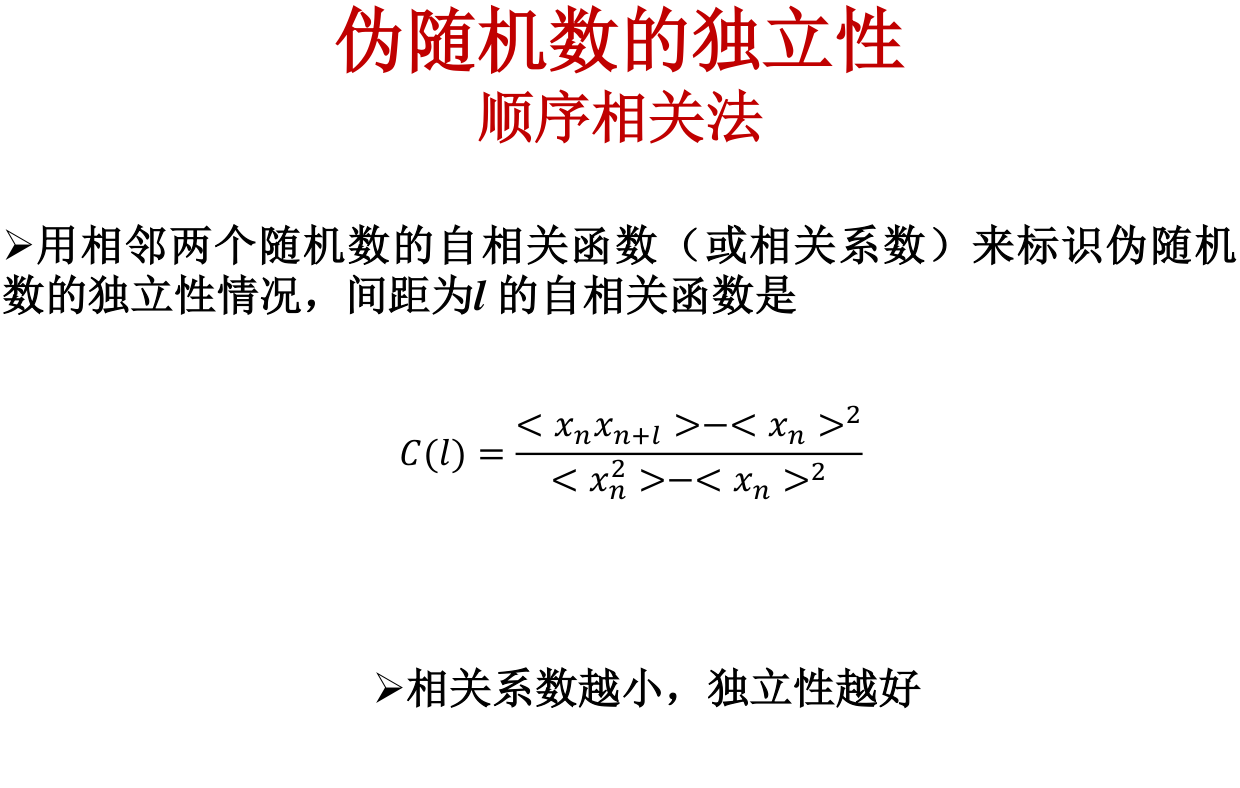 伪随机数的独立性
顺序相关法
➢用相邻两个随机数的自相关函数（或相关系数）来标识伪随机
数的独立性情况，间距为l 的自相关函数是
C(l) = \frac{< x_n x_{n+l} >-< x_n >^2}{< x_n^2 >-< x_n >^2}
➢相关系数越小，独立性越好